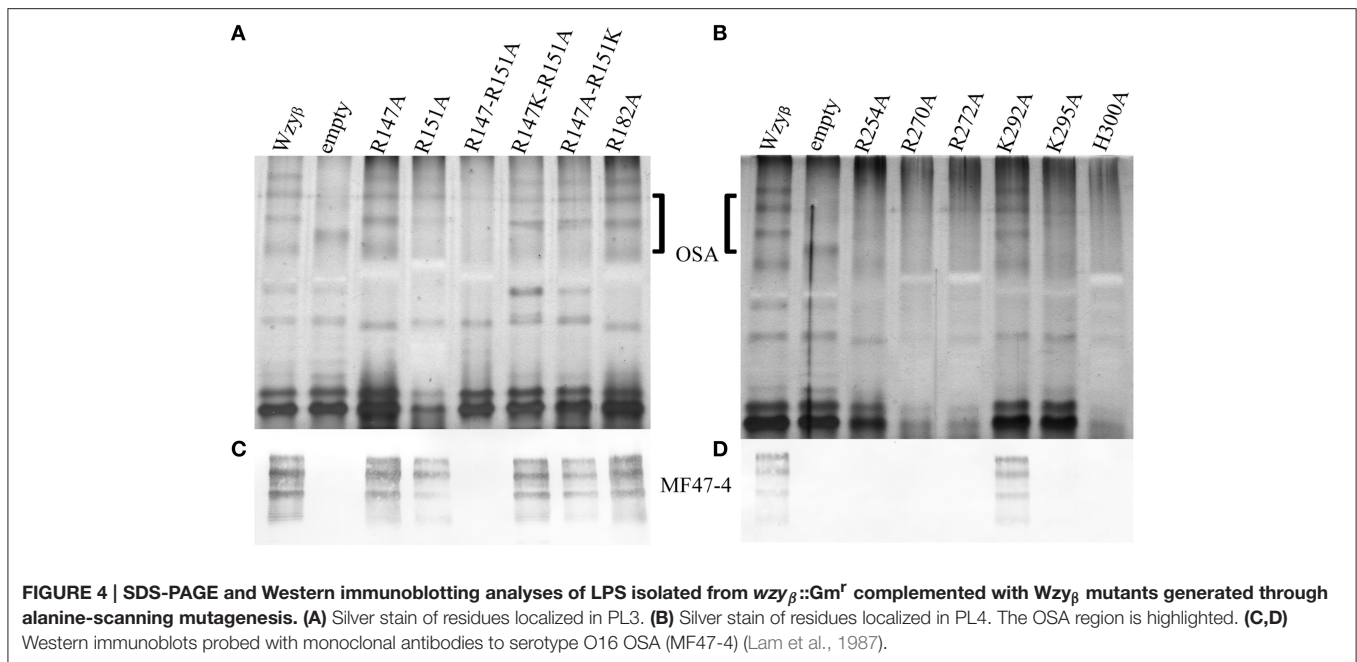 A
B
Wzyβ
empty
R147A
R151A
R147-R151A
R147K-R151A
R147A-R151K
R182A
Wzyβ
empty
R254A
R270A
R272A
K292A
K295A
H300A
OSA
C
D
MF47-4
FIGURE 4 | SDS-PAGE and Western immunoblotting analyses of LPS isolated from wzyβ::Gmʳ complemented with Wzyβ mutants generated through
alanine-scanning mutagenesis. (A) Silver stain of residues localized in PL3. (B) Silver stain of residues localized in PL4. The OSA region is highlighted. (C,D)
Western immunoblots probed with monoclonal antibodies to serotype O16 OSA (MF47-4) (Lam et al., 1987).